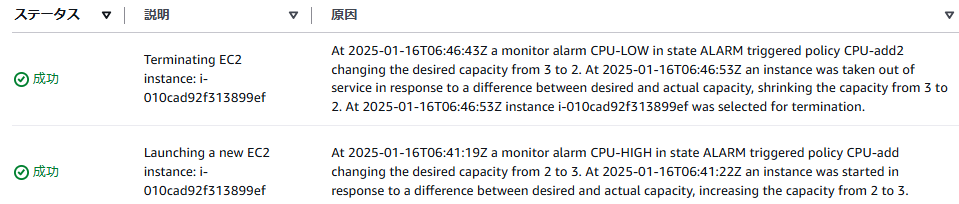 ステータス 説明 原因
成功
Terminating EC2
instance: i-
010cad92f313899ef
At 2025-01-16T06:46:43Z a monitor alarm CPU-LOW in state ALARM triggered policy CPU-add2
changing the desired capacity from 3 to 2. At 2025-01-16T06:46:53Z an instance was taken out of
service in response to a difference between desired and actual capacity, shrinking the capacity from 3 to
2. At 2025-01-16T06:46:53Z instance i-010cad92f313899ef was selected for termination.
成功
Launching a new EC2
instance: i-
010cad92f313899ef
At 2025-01-16T06:41:19Z a monitor alarm CPU-HIGH in state ALARM triggered policy CPU-add
changing the desired capacity from 2 to 3. At 2025-01-16T06:41:22Z an instance was started in
response to a difference between desired and actual capacity, increasing the capacity from 2 to 3.